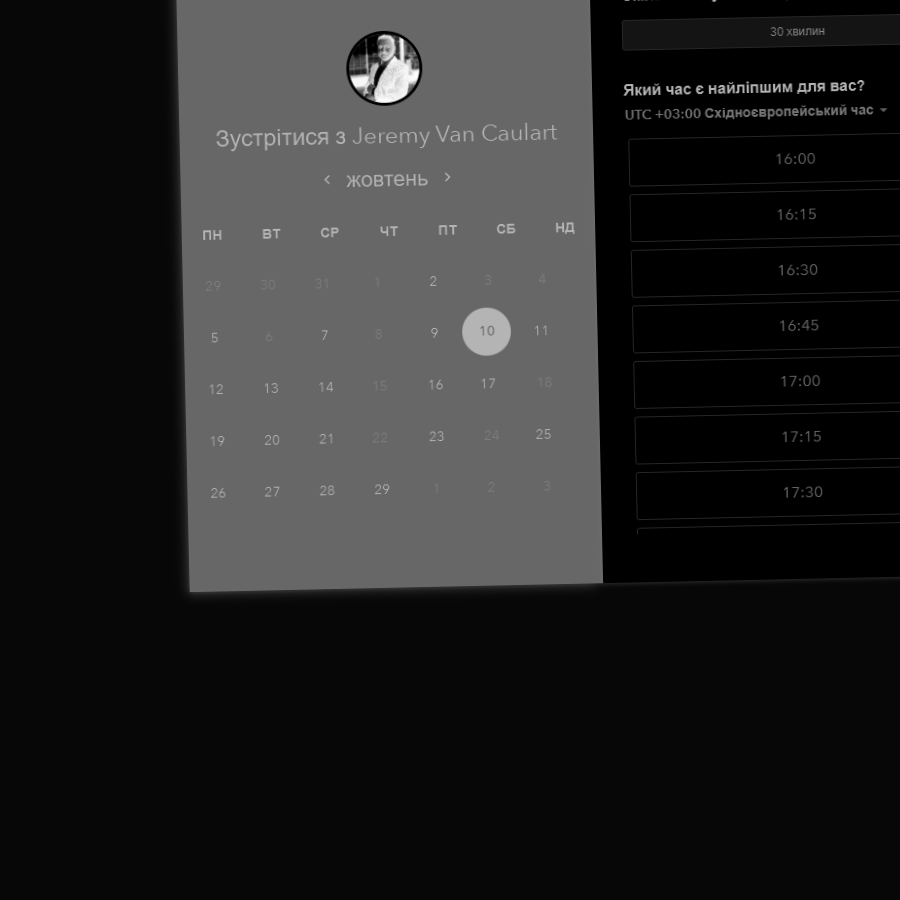 Зустрітися з Jeremy Van Caulart
жовтень
ПН ВТ СР ЧТ ПТ СБ НД
29 30 31 1 2 3 4
5 6 7 8 9 10 11
12 13 14 15 16 17 18
19 20 21 22 23 24 25
26 27 28 29 1 2 3
30 хвилин
Який час є найліпшим для вас?
UTC +03:00 Східноєвропейський час
16:00
16:15
16:30
16:45
17:00
17:15
17:30